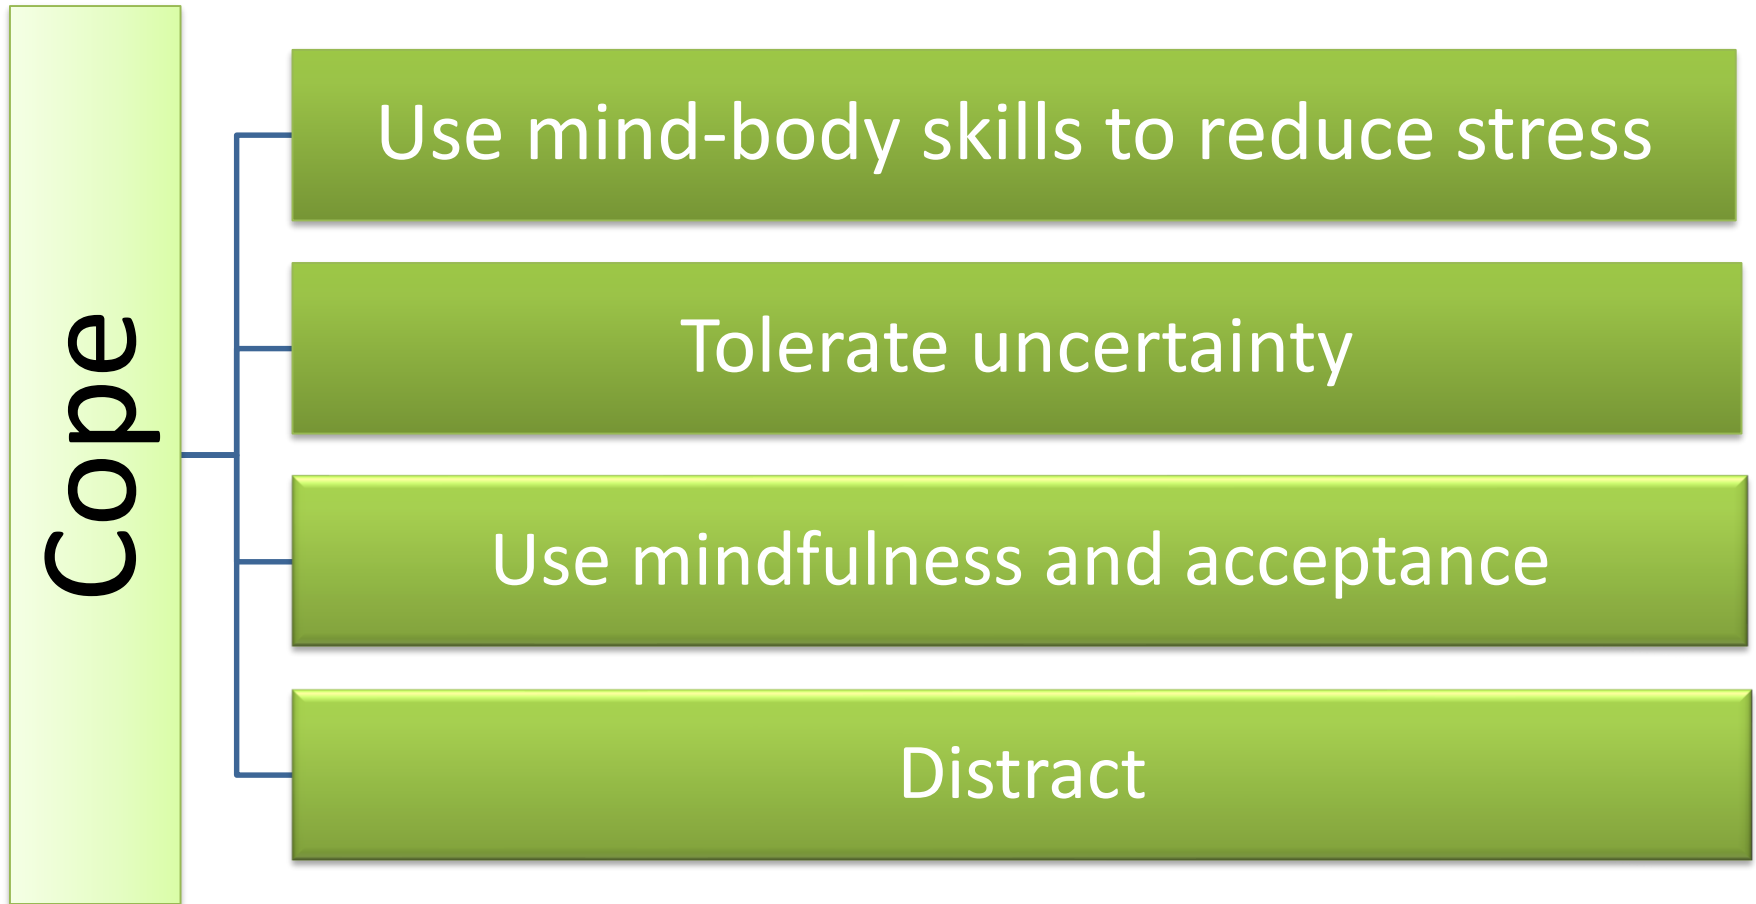 Cope
Use mind-body skills to reduce stress
Tolerate uncertainty
Use mindfulness and acceptance
Distract